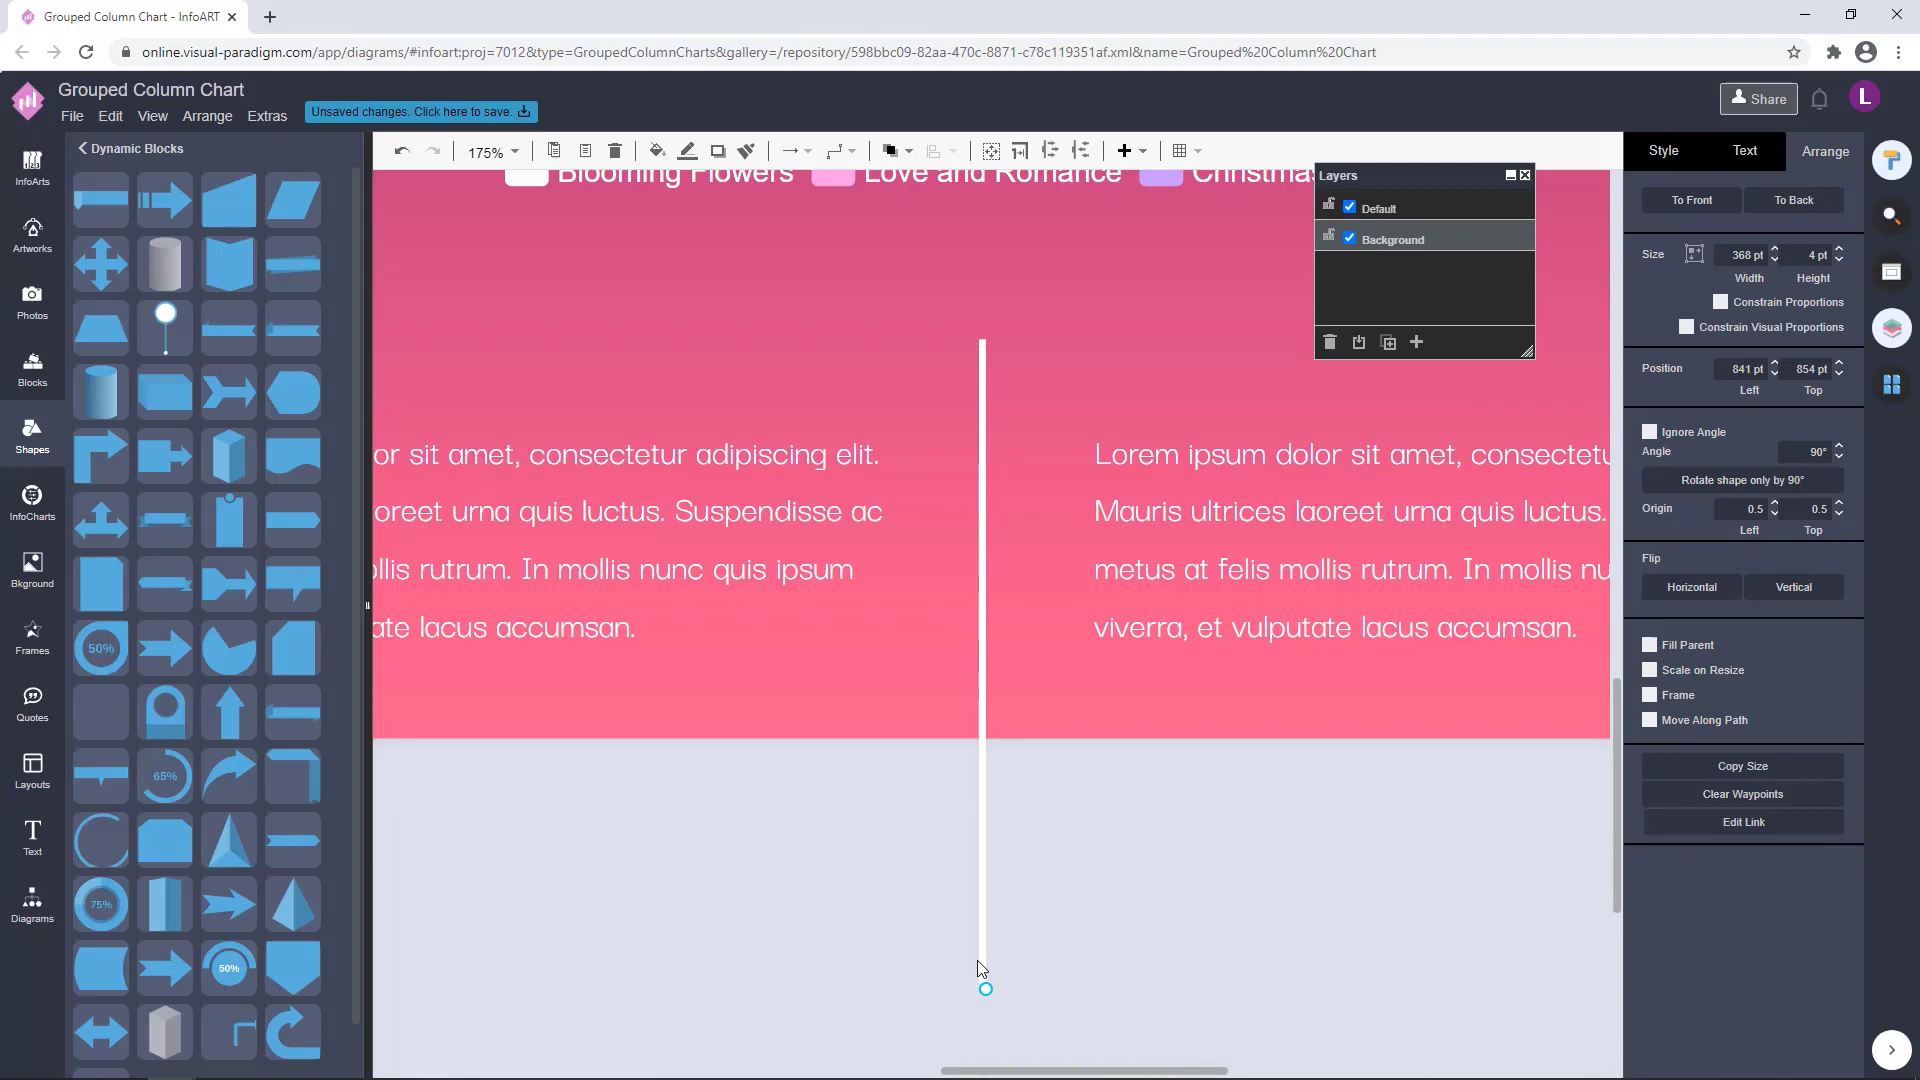 Grouped Column Chart - InfoART
online.visual-paradigm.com/app/diagrams/#infoart:proj=7012&type=GroupedColumnCharts&gallery=/repository/598bbc09-82aa-470c-8871-c78c119351af.xml&name=Grouped%20Column%20Chart
Grouped Column Chart
File Edit View Arrange Extras
Unsaved changes. Click here to save.
Share
L
InfoArts
Artworks
Photos
Blocks
Shapes
InfoCharts
Bkground
Frames
Quotes
Layouts
Text
Diagrams
Dynamic Blocks
50%
65%
75%
50%
175%
Blooming Flowers Love and Romance Christmas
or sit amet, consectetur adipiscing elit.
oreet urna quis luctus. Suspendisse ac
ollis rutrum. In mollis nunc quis ipsum
ate lacus accumsan.
Lorem ipsum dolor sit amet, consectetu
Mauris ultrices laoreet urna quis luctus.
metus at felis mollis rutrum. In mollis nu
viverra, et vulputate lacus accumsan.
Layers
Default
Background
Style Text Arrange
To Front To Back
Size 368 pt 4 pt
Width Height
Constrain Proportions
Constrain Visual Proportions
Position 841 pt 854 pt
Left Top
Ignore Angle
Angle 90°
Rotate shape only by 90°
Origin 0.5 0.5
Left Top
Flip
Horizontal Vertical
Fill Parent
Scale on Resize
Frame
Move Along Path
Copy Size
Clear Waypoints
Edit Link